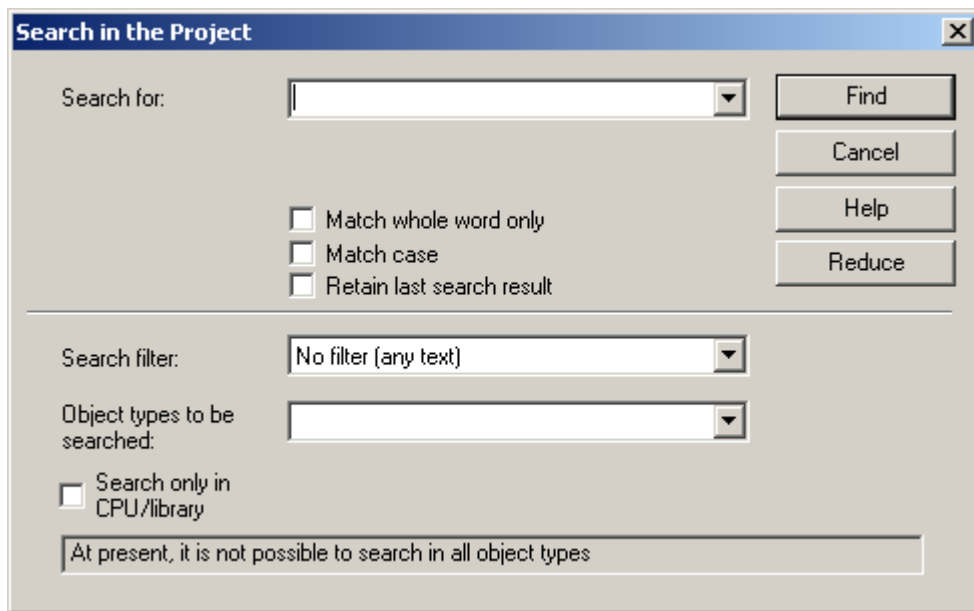 Search in the Project
Search for:
Find
Cancel
Help
Reduce
Match whole word only
Match case
Retain last search result
Search filter:
No filter (any text)
Object types to be
searched:
Search only in
CPU/library
At present, it is not possible to search in all object types